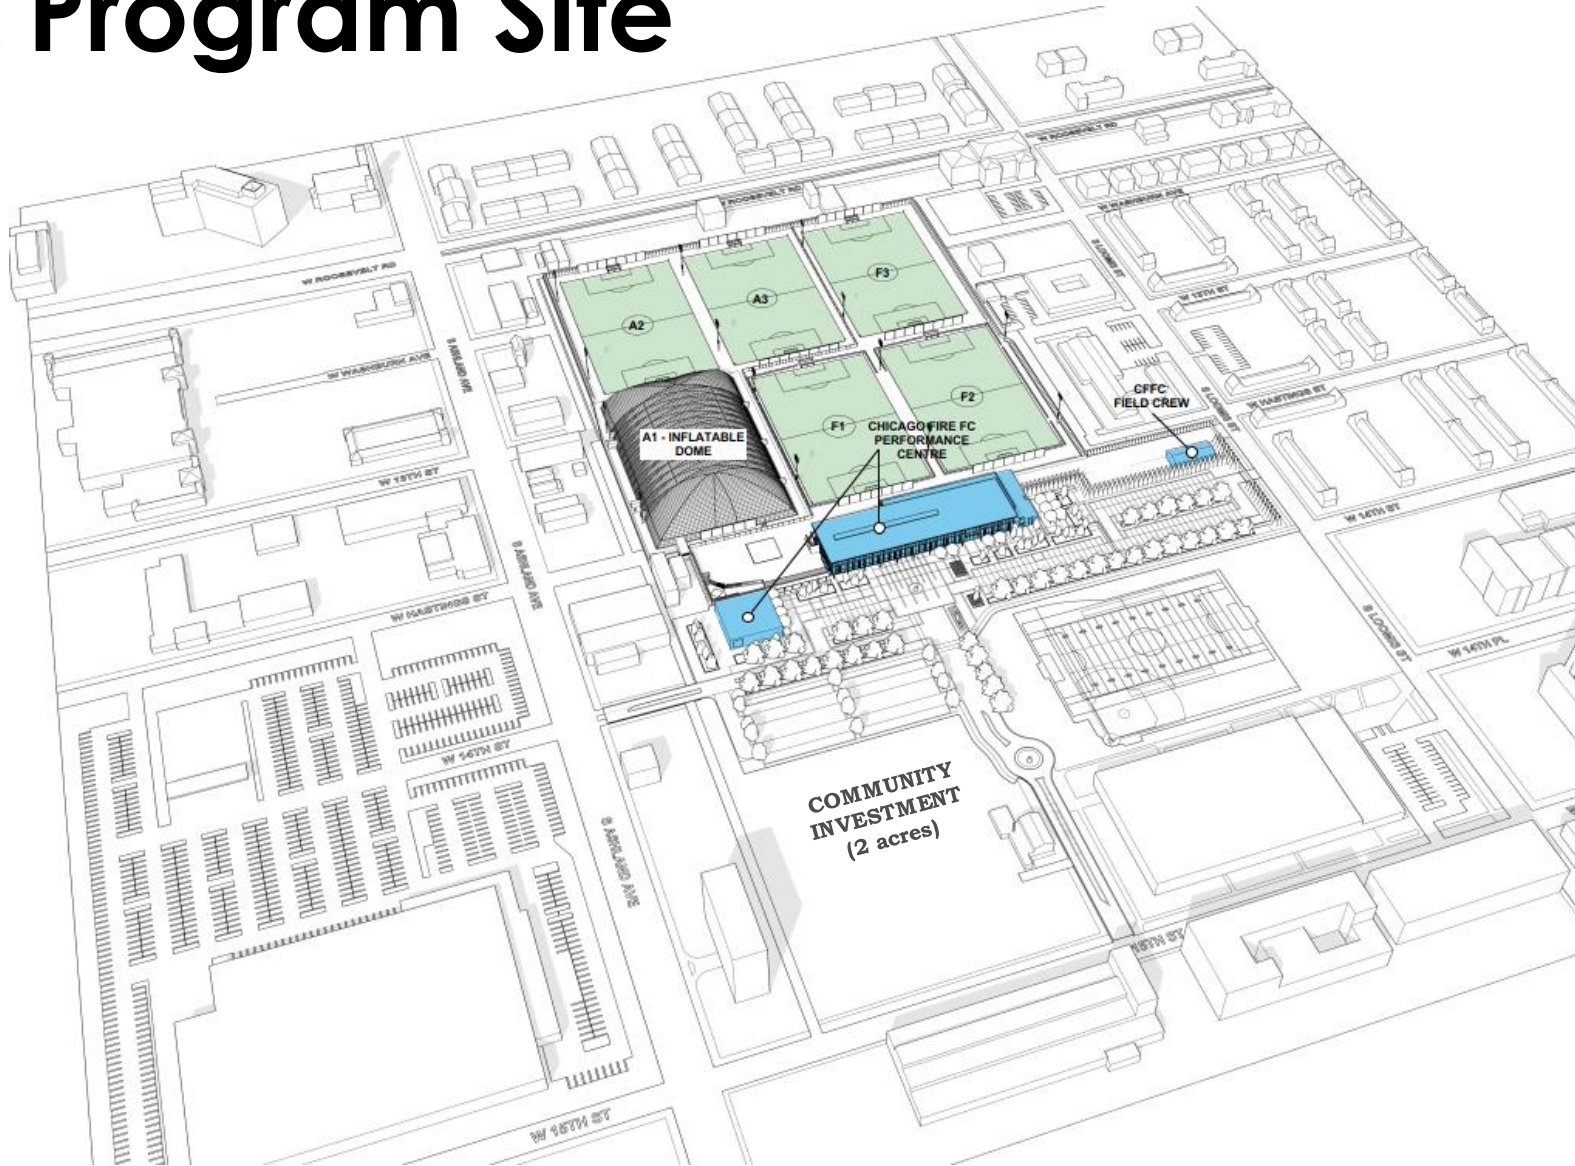 Program Site
W ROOSEVELT RD
W ROOSEVELT RD
W WASHBURN AVE
W ROOSEVELT RD
S LOOMIS ST
W 13TH ST
F3
A3
A2
S ASHLAND AVE
W WASHBURN AVE
F2
CFFC
FIELD CREW
S LOOMIS ST
W HASTINGS ST
F1
CHICAGO FIRE FC
PERFORMANCE
CENTRE
A1 - INFLATABLE
DOME
W 13TH ST
W 14TH ST
S ASHLAND AVE
W HASTINGS ST
S LOOMIS ST
W 14TH PL
W 14TH ST
COMMUNITY
INVESTMENT
(2 acres)
S ASHLAND AVE
15TH ST
W 15TH ST